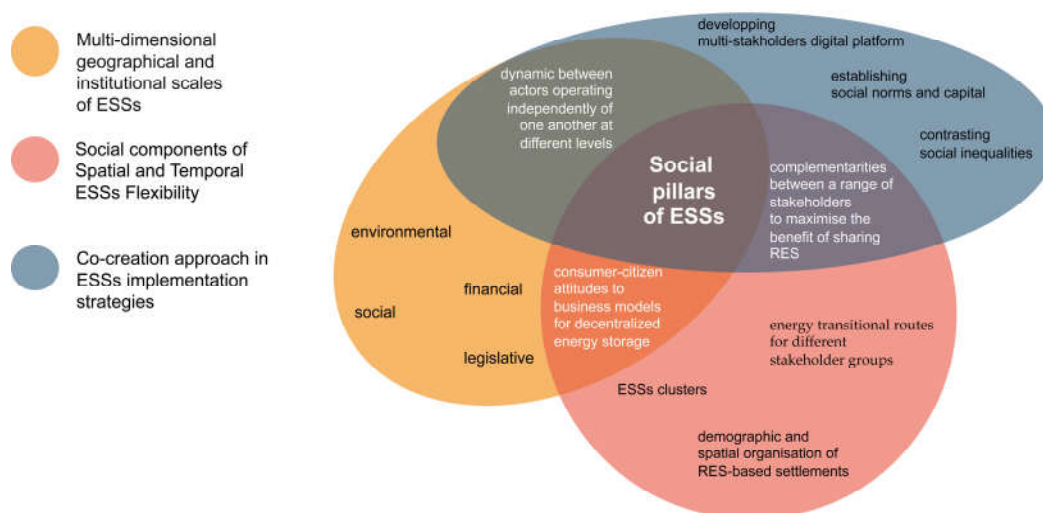 Multi-dimensional
geographical and
institutional scales
of ESSs
Social components of
Spatial and Temporal
ESSs Flexibility
Co-creation approach in
ESSs implementation
strategies
developping
multi-stakholders digital platform
establishing
social norms and capital
contrasting
social inequalities
dynamic between
actors operating
independently of
one another at
different levels
Social
pillars
of ESSs
complementarities
between a range of
stakeholders
to maximise the
benefit of sharing
RES
environmental
financial
social
legislative
consumer-citizen
attitudes to
business models
for decentralized
energy storage
energy transitional routes
for different
stakeholder groups
ESSs clusters
demographic and
spatial organisation of
RES-based settlements